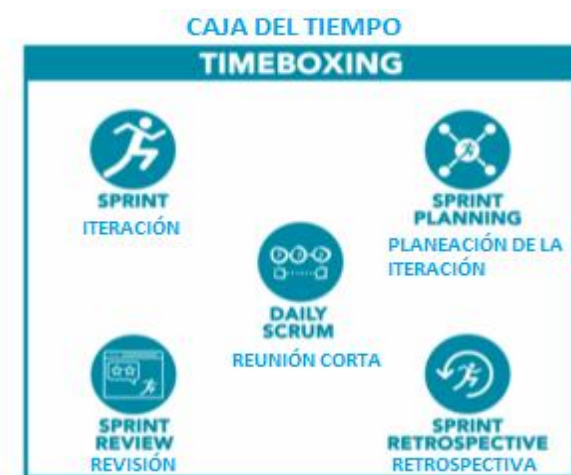 CAJA DEL TIEMPO
TIMEBOXING
SPRINT
ITERACIÓN
SPRINT
PLANNING
PLANEACIÓN DE LA
ITERACIÓN
DAILY
SCRUM
REUNIÓN CORTA
SPRINT
REVIEW
REVISIÓN
SPRINT
RETROSPECTIVE
RETROSPECTIVA